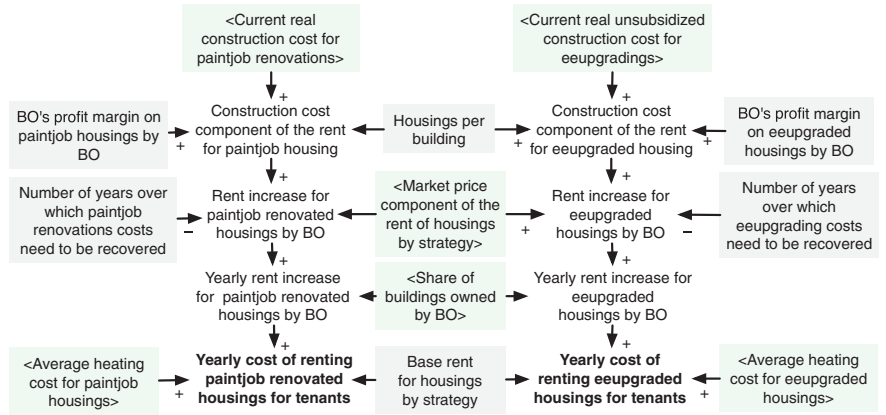 <Current real
construction cost for
paintjob renovations>
<Current real unsubsidized
construction cost for
eeupgradings>
+
+
BO's profit margin on
paintjob housings by
BO
+
Construction cost
component of the rent
for paintjob housing
Housings per
building
+
Construction cost
component of the rent
for eeupgraded housing
+
BO's profit margin
on eeupgraded
housings by BO
+
+
Number of years over
which paintjob
renovations costs
need to be recovered
–
Rent increase for
paintjob renovated
housings by BO
<Market price
component of the
rent of housings
by strategy>
+
Rent increase for
eeupgraded
housings by BO
–
Number of years
over which
eeupgrading costs
need to be recovered
+
+
Yearly rent increase
for paintjob renovated
housings by BO
<Share of
buildings owned
by BO>
Yearly rent increase for
eeupgraded
housings by BO
+
+
<Average heating
cost for paintjob
housings>
+
Yearly cost of renting
paintjob renovated
housings for tenants
Base rent
for housings
by strategy
Yearly cost of
renting eeupgraded
housings for tenants
+
<Average heating
cost for eeupgraded
housings>